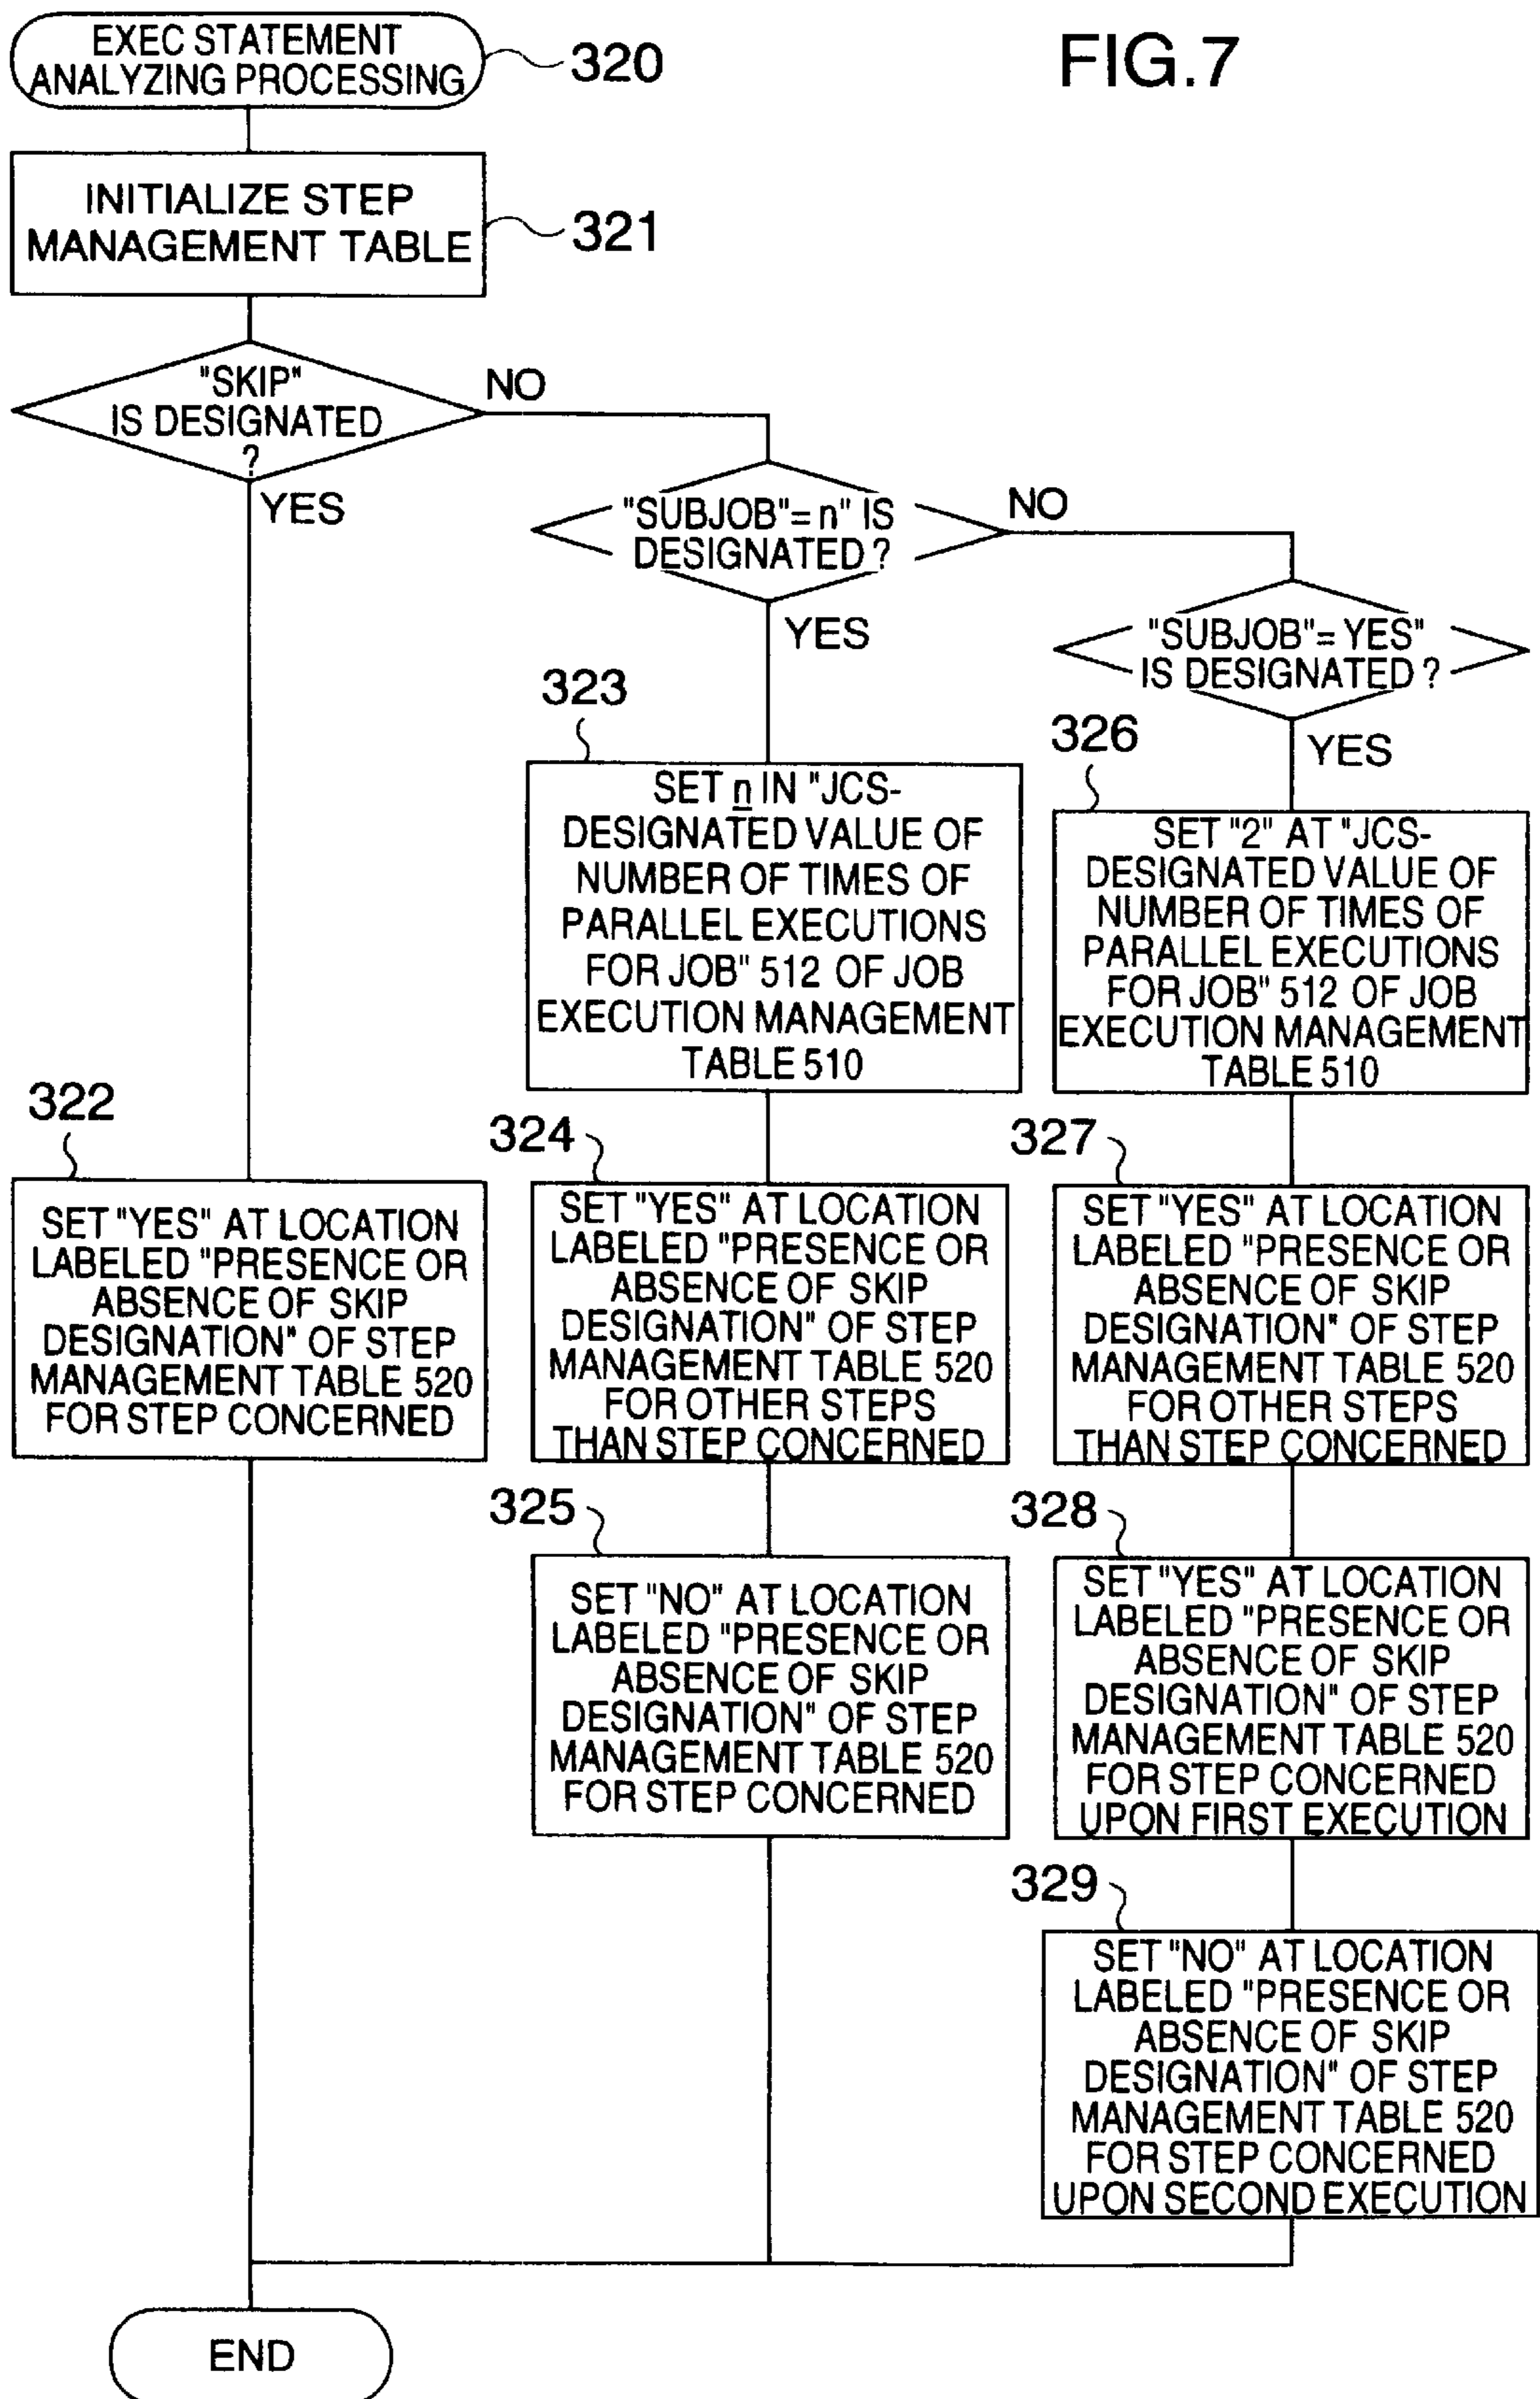 FIG.7
EXEC STATEMENT
ANALYZING PROCESSING
320
INITIALIZE STEP
MANAGEMENT TABLE
321
"SKIP"
IS DESIGNATED
?
NO
YES
"SUBJOB"= n" IS
DESIGNATED ?
NO
YES
"SUBJOB"= YES"
IS DESIGNATED ?
YES
322
SET "YES" AT LOCATION
LABELED "PRESENCE OR
ABSENCE OF SKIP
DESIGNATION" OF STEP
MANAGEMENT TABLE 520
FOR STEP CONCERNED
323
SET n IN "JCS-
DESIGNATED VALUE OF
NUMBER OF TIMES OF
PARALLEL EXECUTIONS
FOR JOB" 512 OF JOB
EXECUTION MANAGEMENT
TABLE 510
324
SET "YES" AT LOCATION
LABELED "PRESENCE OR
ABSENCE OF SKIP
DESIGNATION" OF STEP
MANAGEMENT TABLE 520
FOR OTHER STEPS
THAN STEP CONCERNED
325
SET "NO" AT LOCATION
LABELED "PRESENCE OR
ABSENCE OF SKIP
DESIGNATION" OF STEP
MANAGEMENT TABLE 520
FOR STEP CONCERNED
326
SET "2" AT "JCS-
DESIGNATED VALUE OF
NUMBER OF TIMES OF
PARALLEL EXECUTIONS
FOR JOB" 512 OF JOB
EXECUTION MANAGEMENT
TABLE 510
327
SET "YES" AT LOCATION
LABELED "PRESENCE OR
ABSENCE OF SKIP
DESIGNATION" OF STEP
MANAGEMENT TABLE 520
FOR OTHER STEPS
THAN STEP CONCERNED
328
SET "YES" AT LOCATION
LABELED "PRESENCE OR
ABSENCE OF SKIP
DESIGNATION" OF STEP
MANAGEMENT TABLE 520
FOR STEP CONCERNED
UPON FIRST EXECUTION
329
SET "NO" AT LOCATION
LABELED "PRESENCE OR
ABSENCE OF SKIP
DESIGNATION" OF STEP
MANAGEMENT TABLE 520
FOR STEP CONCERNED
UPON SECOND EXECUTION
END